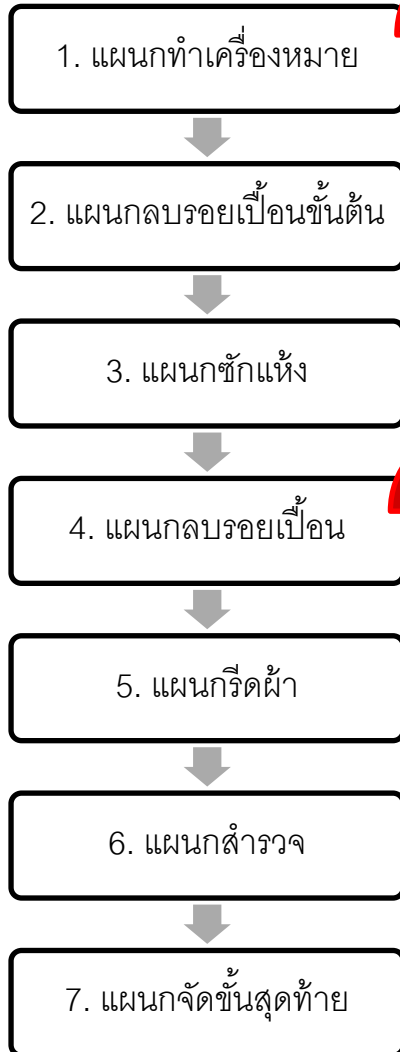 1. แผนกทำเครื่องหมาย
2. แผนกลบรอยเปื้อนขั้นต้น
3. แผนกซักแห้ง
4. แผนกลบรอยเปื้อน
5. แผนกรีดผ้า
6. แผนกสำรวจ
7. แผนกจัดขั้นสุดท้าย